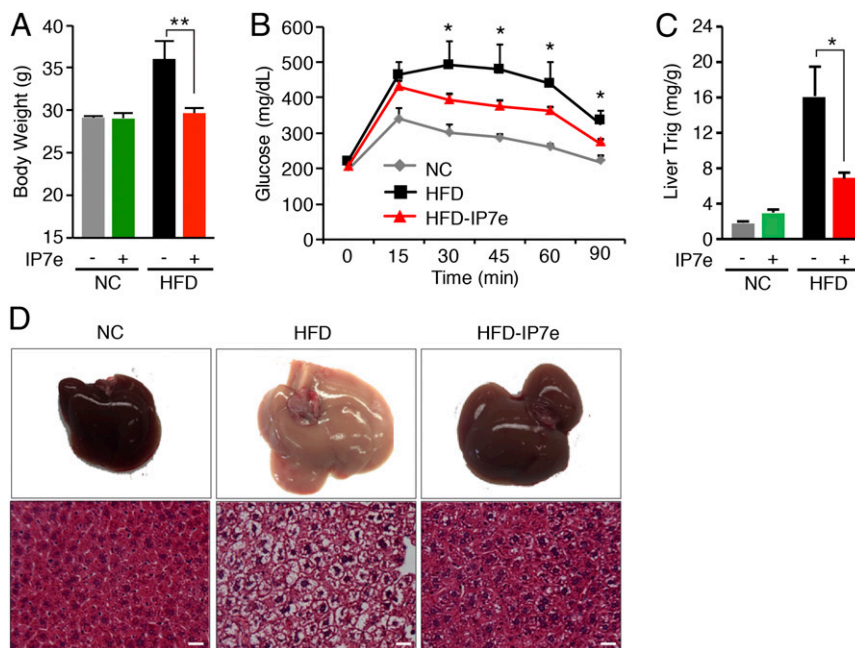 A
Body Weight (g)
40
35
30
25
20
15
**
IP7e - + - +
NC HFD
B
Glucose (mg/dL)
600
500
400
300
200
100
0
* * * *
NC
HFD
HFD-IP7e
0 15 30 45 60 90
Time (min)
C
Liver Trig (mg/g)
20
16
12
8
4
0
*
IP7e - + - +
NC HFD
D
NC HFD HFD-IP7e